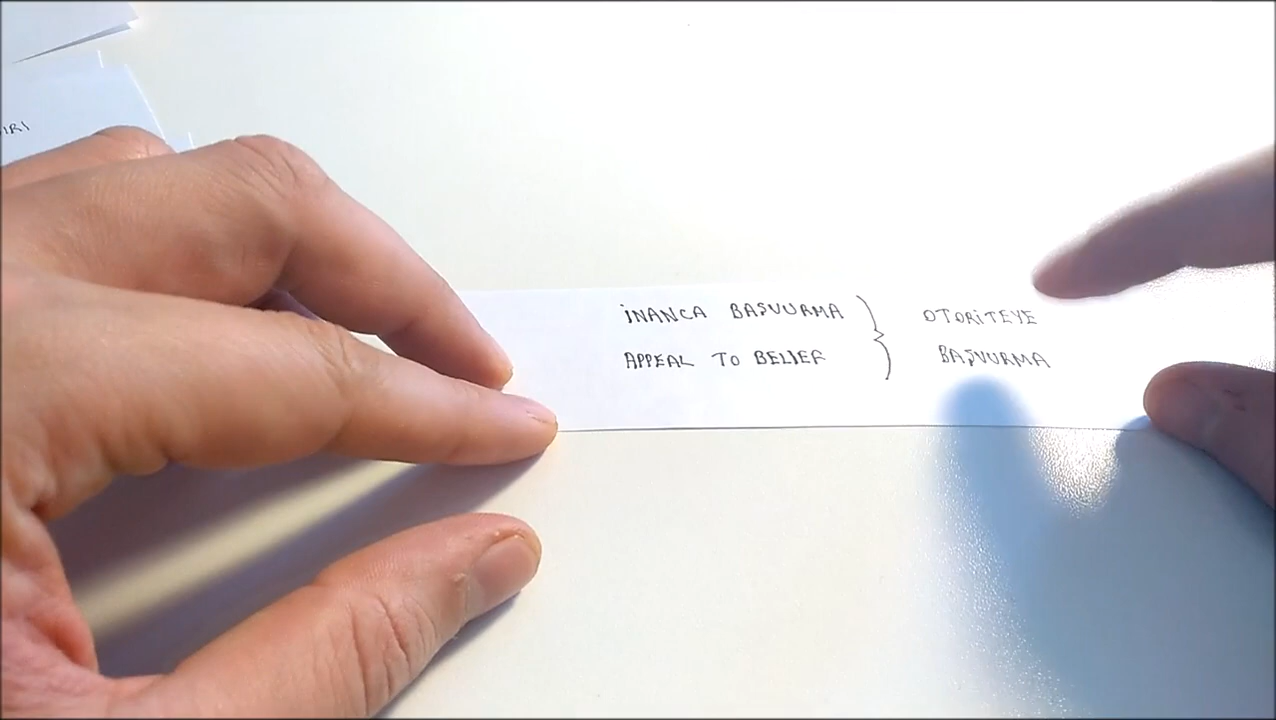 İNANCA BAŞVURMA
APPEAL TO BELIEF
OTORİTEYE
BAŞVURMA